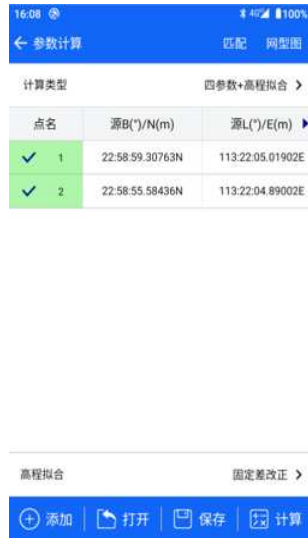 16:08 4G 100%
参数计算 匹配 网型图
计算类型 四参数+高程拟合
点名 源B(°)/N(m) 源L(°)/E(m)
1 22:58:59.30763N 113:22:05.01902E
2 22:58:55.58436N 113:22:04.89002E
高程拟合 固定差改正
添加 打开 保存 计算